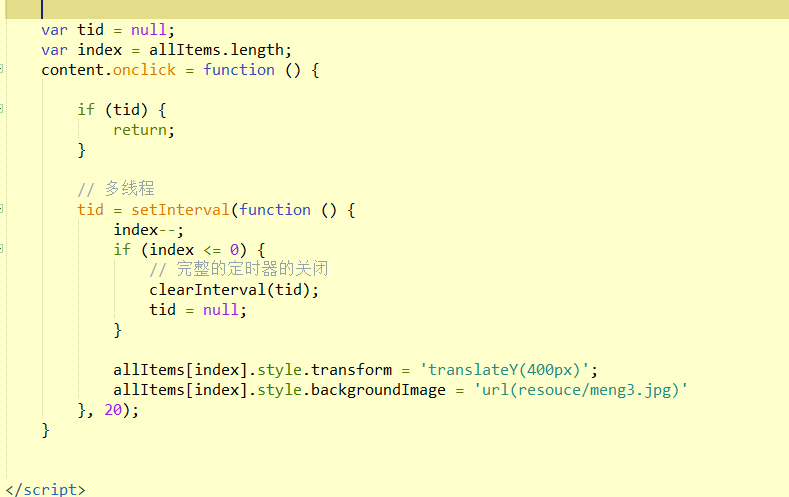 var tid = null;
var index = allItems.length;
content.onclick = function () {
if (tid) {
return;
}
// 多线程
tid = setInterval(function () {
index--;
if (index <= 0) {
// 完整的定时器的关闭
clearInterval(tid);
tid = null;
}
allItems[index].style.transform = 'translateY(400px)';
allItems[index].style.backgroundImage = 'url(resouce/meng3.jpg)'
}, 20);
}
</script>